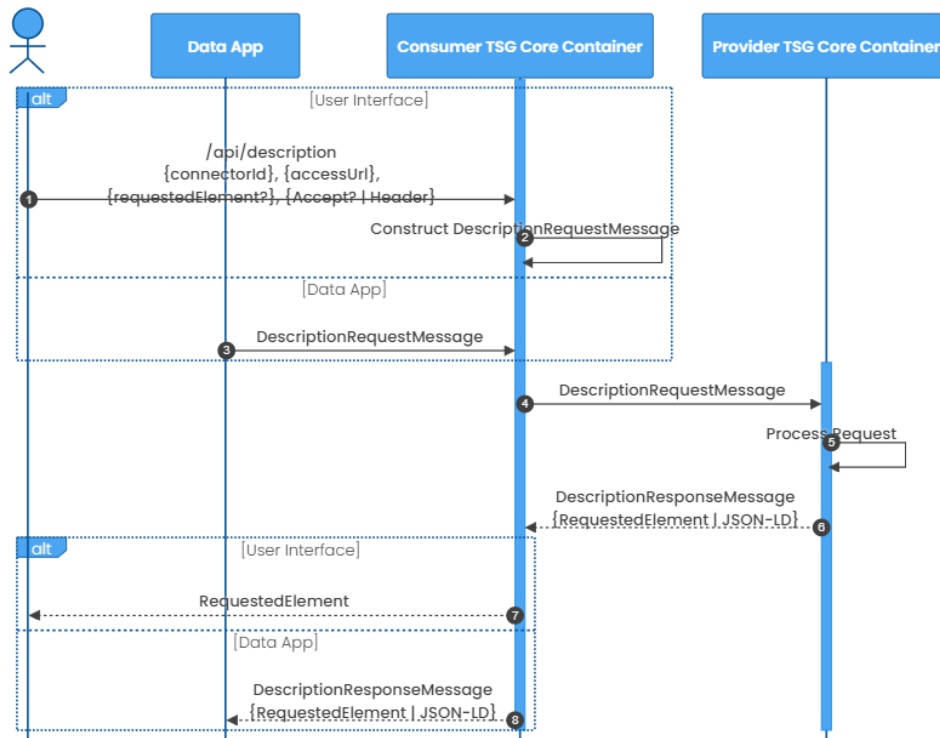 Data App
Consumer TSG Core Container
Provider TSG Core Container
alt
[User Interface]
/api/description
{connectorId}, {accessUrl},
{requestedElement?}, {Accept? | Header}
1
Construct DescriptionRequestMessage
2
[Data App]
DescriptionRequestMessage
3
DescriptionRequestMessage
4
Process Request
5
DescriptionResponseMessage
{RequestedElement | JSON-LD}
6
alt
[User Interface]
RequestedElement
7
[Data App]
DescriptionResponseMessage
{RequestedElement | JSON-LD}
8